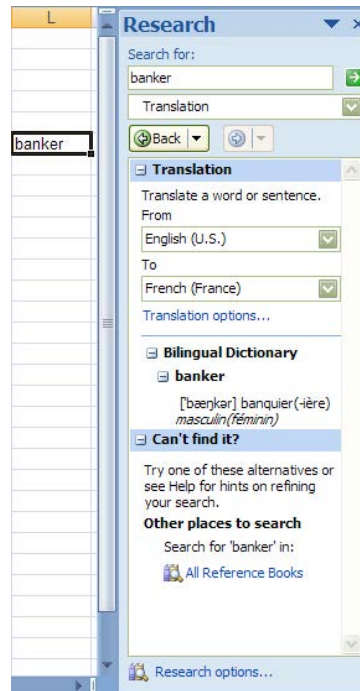 L
banker
Research
Search for:
banker
Translation
Back
Translation
Translate a word or sentence.
From
English (U.S.)
To
French (France)
Translation options...
Bilingual Dictionary
banker
['bæŋkər] banquier(-ière)
masculin(féminin)
Can't find it?
Try one of these alternatives or
see Help for hints on refining
your search.
Other places to search
Search for 'banker' in:
All Reference Books
Research options...